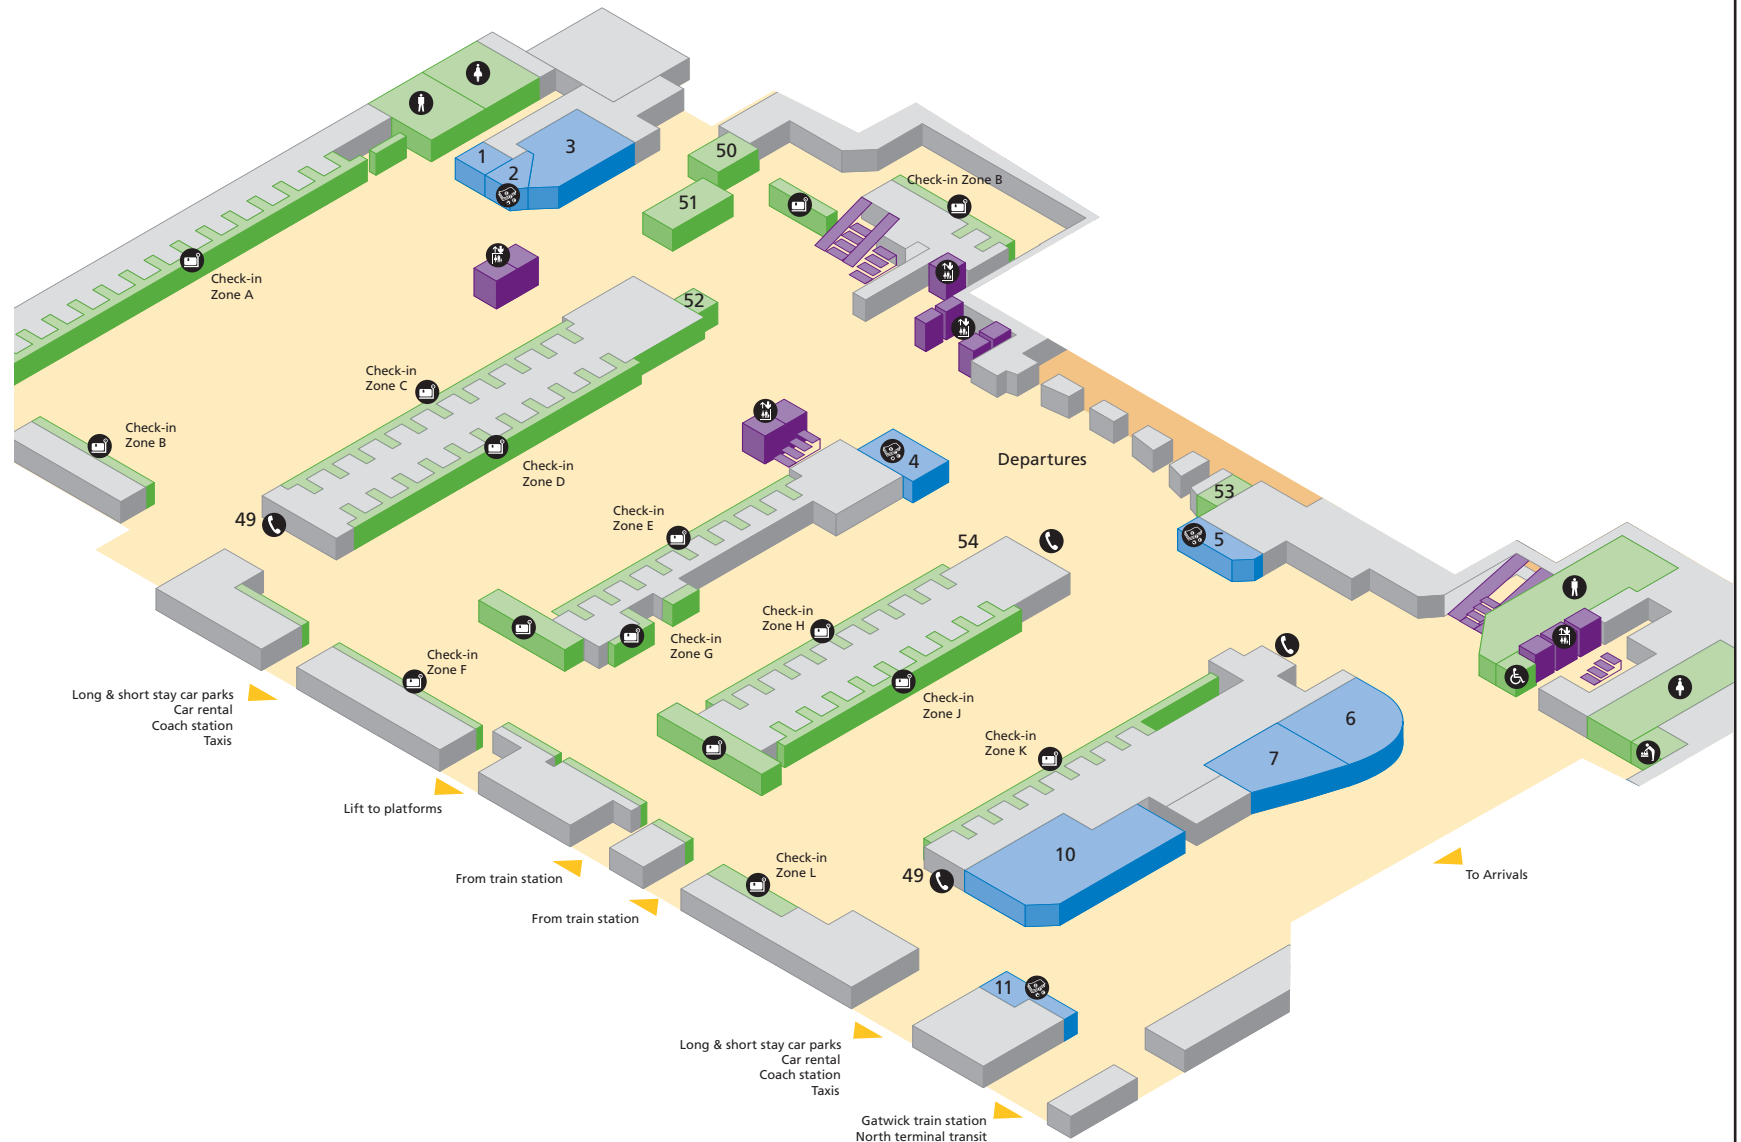 1
2
3
50
51
Check-in Zone B
Check-in
Zone A
52
Check-in
Zone C
Check-in
Zone B
Check-in
Zone D
49
4
Departures
53
5
Check-in
Zone E
54
Check-in
Zone H
Check-in
Zone G
Check-in
Zone F
Long & short stay car parks
Car rental
Coach station
Taxis
Check-in
Zone J
Check-in
Zone K
6
7
Lift to platforms
10
Check-in
Zone L
49
From train station
From train station
To Arrivals
11
Long & short stay car parks
Car rental
Coach station
Taxis
Gatwick train station
North terminal transit